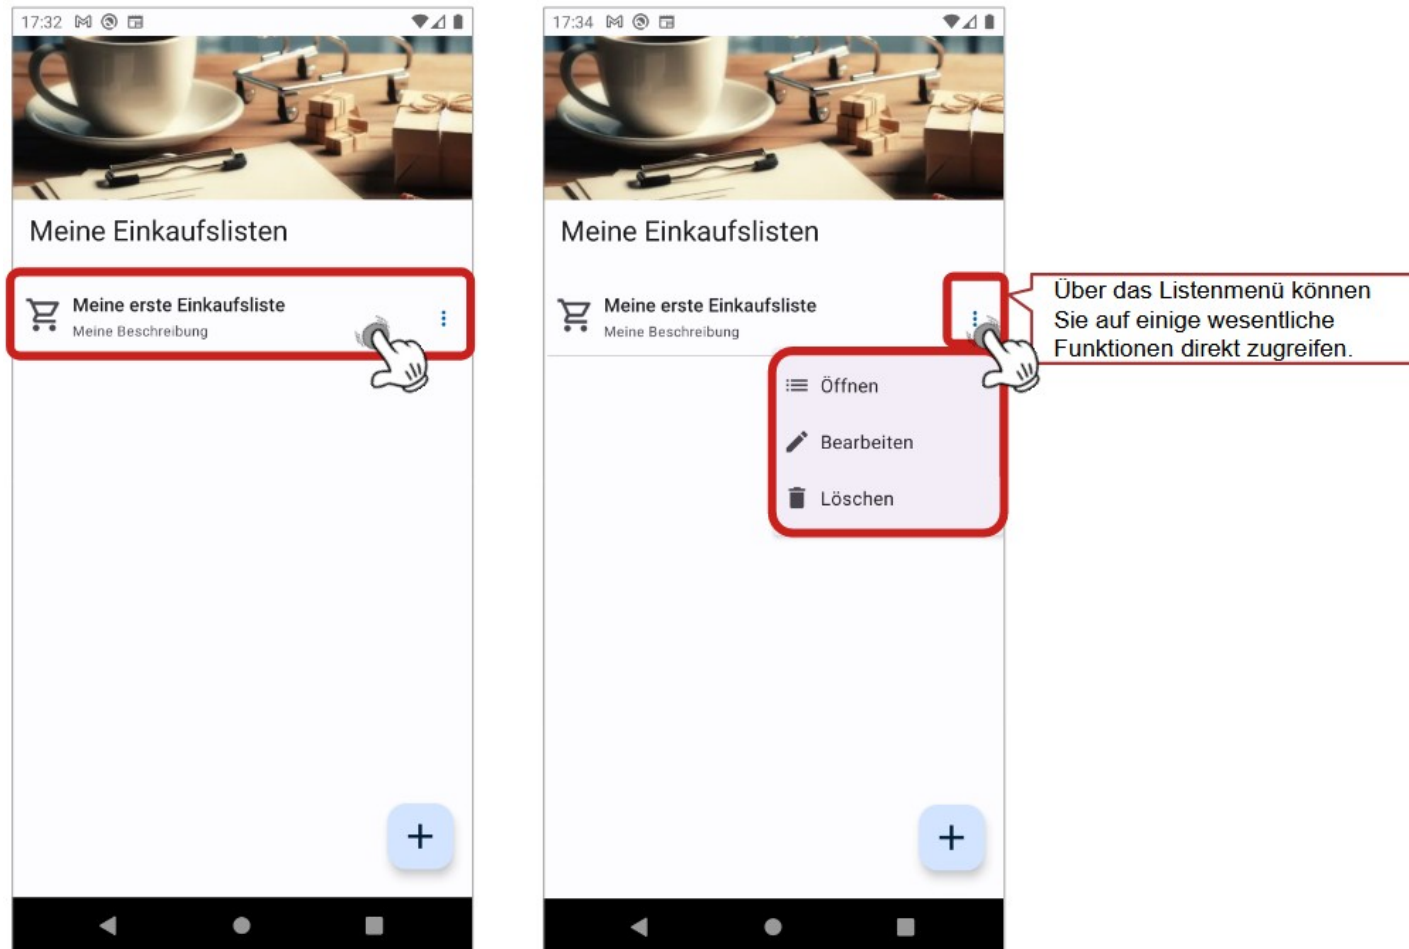 17:32
Meine Einkaufslisten
Meine erste Einkaufsliste
Meine Beschreibung
17:34
Meine Einkaufslisten
Meine erste Einkaufsliste
Meine Beschreibung
Öffnen
Bearbeiten
Löschen
Über das Listenmenü können
Sie auf einige wesentliche
Funktionen direkt zugreifen.